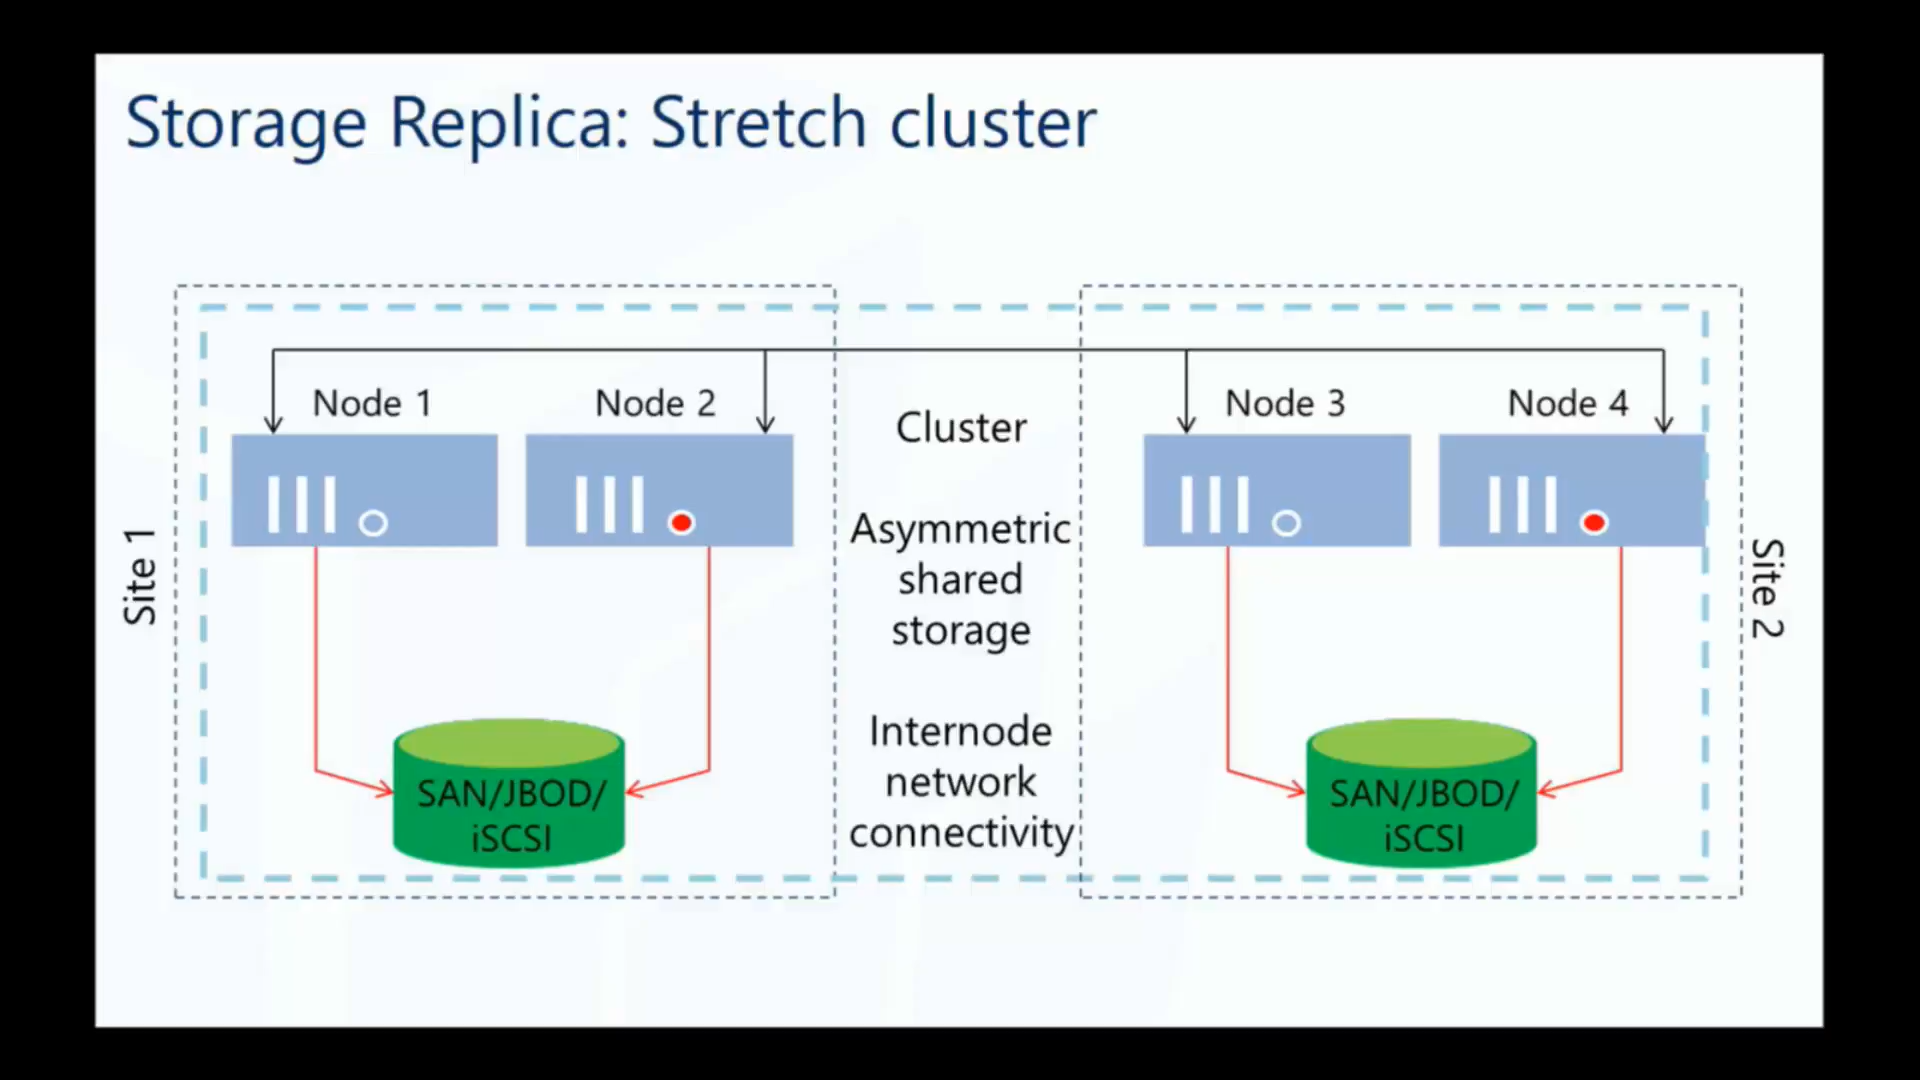 Storage Replica: Stretch cluster
Node 1
Node 2
Cluster
Node 3
Node 4
Site 1
Asymmetric
shared
storage
Site 2
Internode
network
connectivity
SAN/JBOD/
iSCSI
SAN/JBOD/
iSCSI